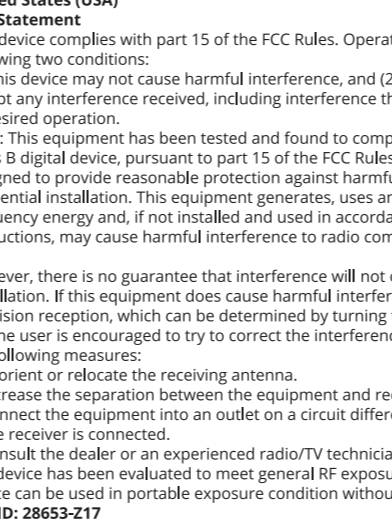 ed States (USA)
Statement
device complies with part 15 of the FCC Rules. Operat
wing two conditions:
his device may not cause harmful interference, and (2
ot any interference received, including interference th
esired operation.
: This equipment has been tested and found to comp
s B digital device, pursuant to part 15 of the FCC Rules
gned to provide reasonable protection against harmfu
ential installation. This equipment generates, uses an
uency energy and, if not installed and used in accorda
uctions, may cause harmful interference to radio com
ever, there is no guarantee that interference will not o
llation. If this equipment does cause harmful interfer
ision reception, which can be determined by turning t
he user is encouraged to try to correct the interferenc
ollowing measures:
orient or relocate the receiving antenna.
crease the separation between the equipment and rec
nnect the equipment into an outlet on a circuit differe
e receiver is connected.
nsult the dealer or an experienced radio/TV technicia
device has been evaluated to meet general RF exposu
ce can be used in portable exposure condition withou
ID: 28653-Z17